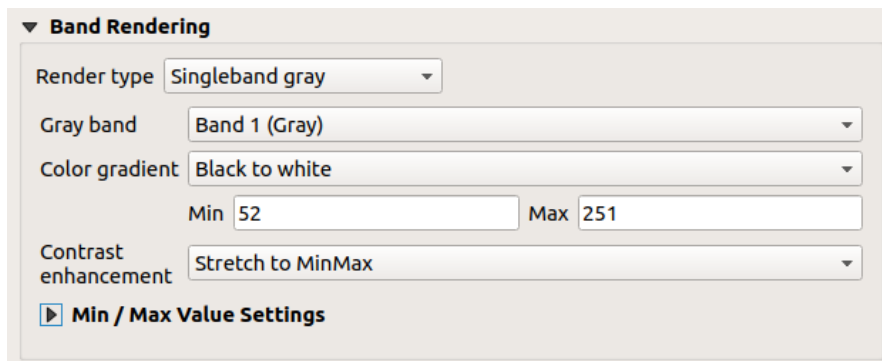 Band Rendering
Render type Singleband gray
Gray band Band 1 (Gray)
Color gradient Black to white
Min 52 Max 251
Contrast
enhancement Stretch to MinMax
Min / Max Value Settings